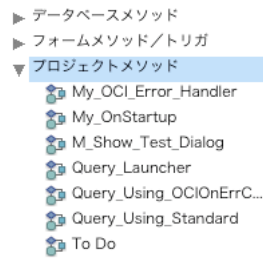 データベースメソッド
フォームメソッド／トリガ
プロジェクトメソッド
My_OCI_Error_Handler
My_OnStartup
M_Show_Test_Dialog
Query_Launcher
Query_Using_OCIOnErrC...
Query_Using_Standard
To Do